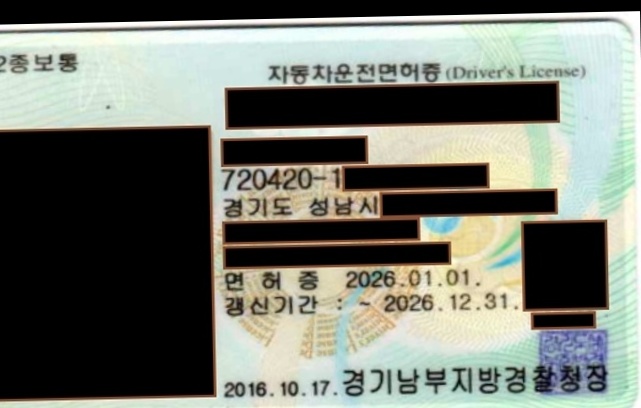 2종보통
자동차운전면허증 (Driver's License)
720420-1
경기도 성남시
면 허 증 2026.01.01.
갱신기간 : ~ 2026.12.31.
2016.10.17. 경기남부지방경찰청장